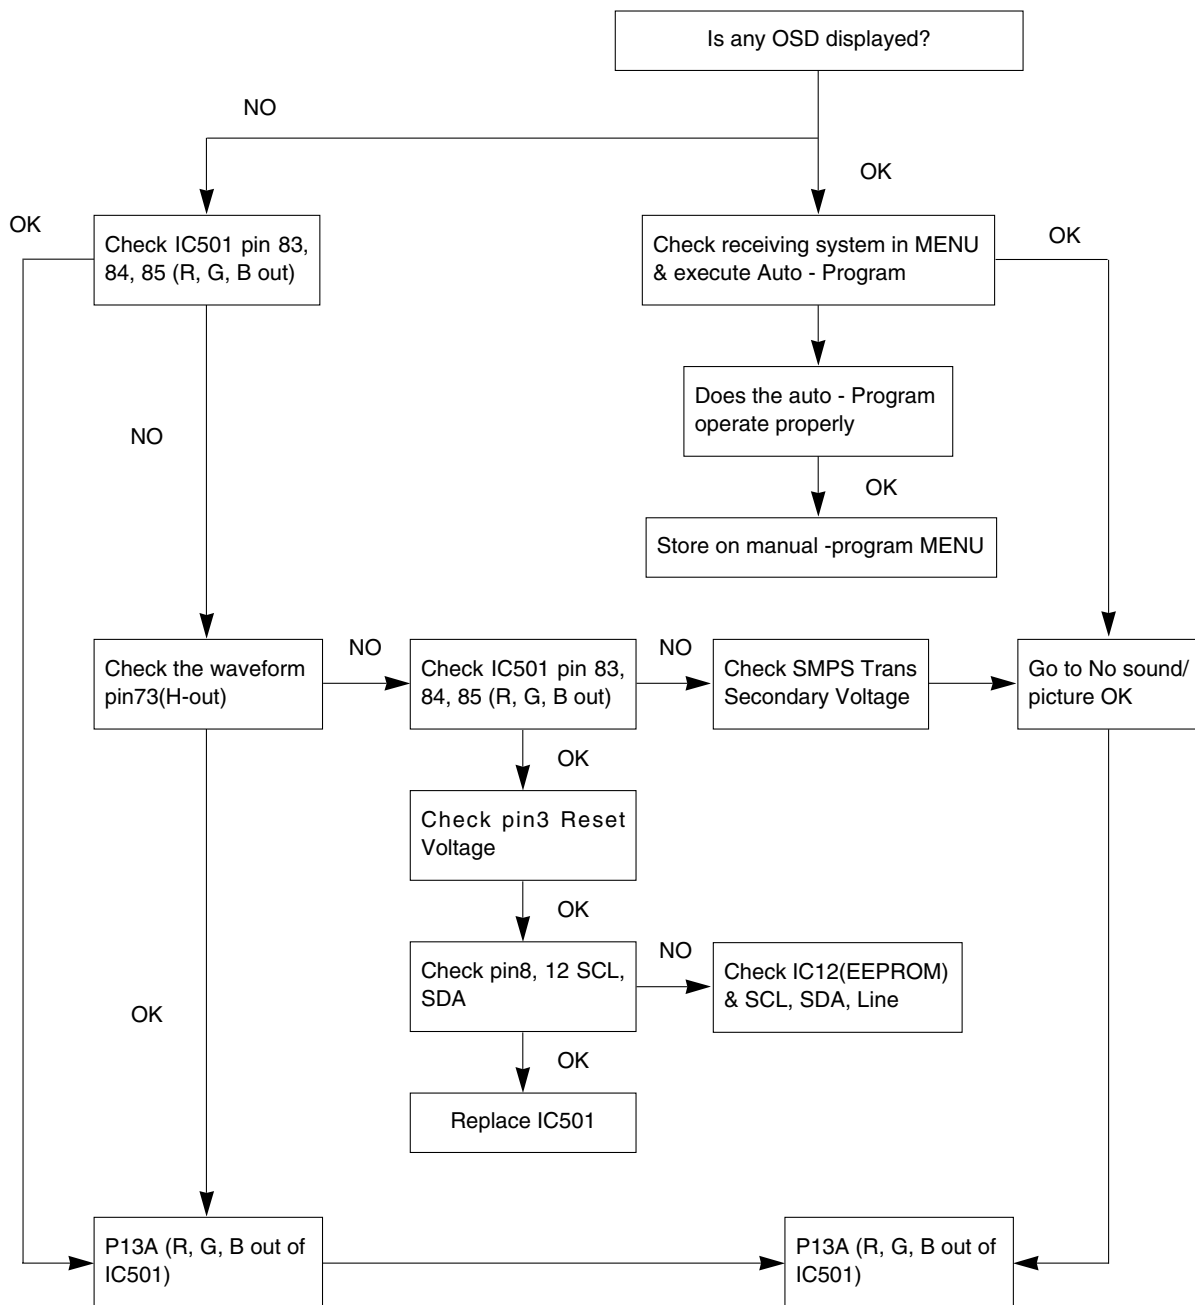 Is any OSD displayed?
NO
OK
OK
Check IC501 pin 83,
84, 85 (R, G, B out)
Check receiving system in MENU
& execute Auto - Program
OK
Does the auto - Program
operate properly
NO
OK
Store on manual -program MENU
Check the waveform
pin73(H-out)
NO
Check IC501 pin 83,
84, 85 (R, G, B out)
NO
Check SMPS Trans
Secondary Voltage
Go to No sound/
picture OK
OK
Check pin3 Reset
Voltage
OK
OK
Check pin8, 12 SCL,
SDA
NO
Check IC12(EEPROM)
& SCL, SDA, Line
OK
Replace IC501
P13A (R, G, B out of
IC501)
P13A (R, G, B out of
IC501)